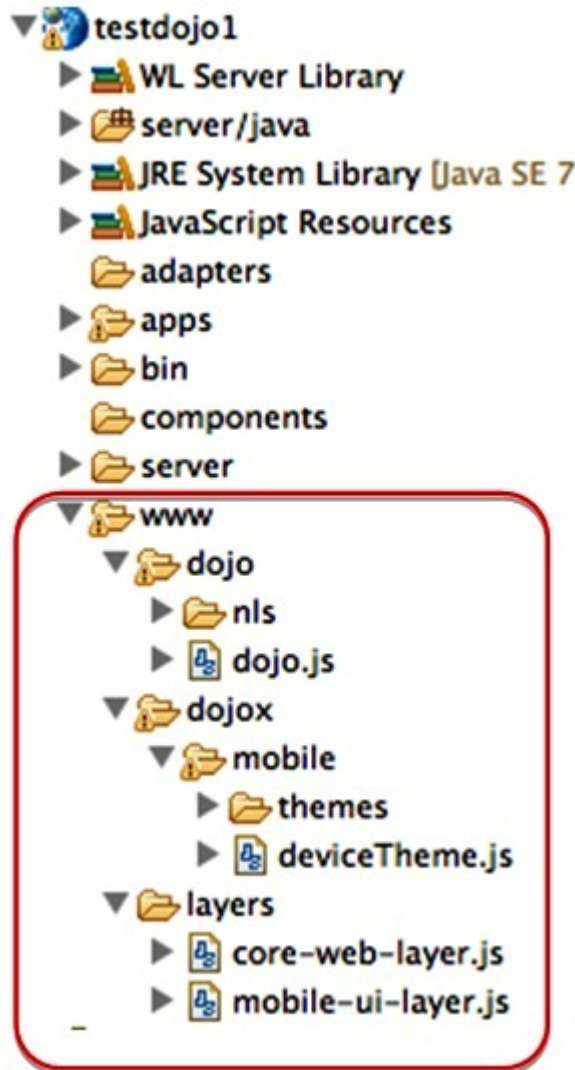 testdojo1
WL Server Library
server/java
JRE System Library [Java SE 7
JavaScript Resources
adapters
apps
bin
components
server
www
dojo
nls
dojo.js
dojox
mobile
themes
deviceTheme.js
layers
core-web-layer.js
mobile-ui-layer.js